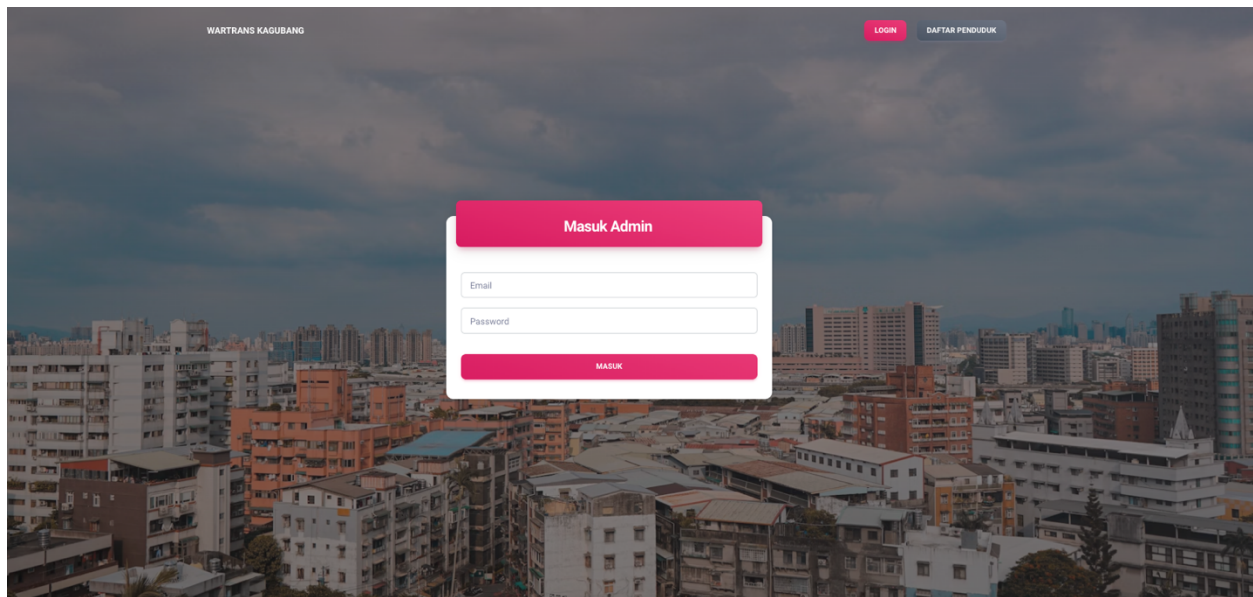 WARTRANS KAGUBANG
LOGIN
DAFTAR PENDUDUK
Masuk Admin
Email
Password
MASUK